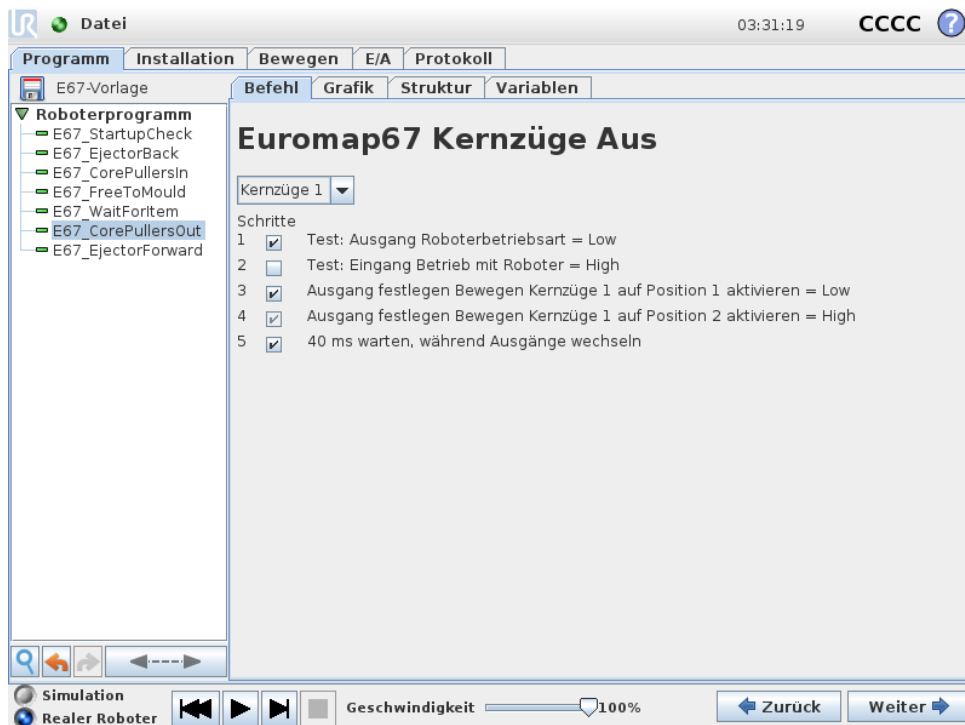 UR Datei 03:31:19 CCCC ?
Programm Installation Bewegen E/A Protokoll
E67-Vorlage
Befehl Grafik Struktur Variablen
Roboterprogramm
E67_StartupCheck
E67_EjectorBack
E67_CorePullersIn
E67_FreeToMould
E67_WaitForItem
E67_CorePullersOut
E67_EjectorForward
Euromap67 Kernzüge Aus
Kernzüge 1
Schritte
1 Test: Ausgang Roboterbetriebsart = Low
2 Test: Eingang Betrieb mit Roboter = High
3 Ausgang festlegen Bewegen Kernzüge 1 auf Position 1 aktivieren = Low
4 Ausgang festlegen Bewegen Kernzüge 1 auf Position 2 aktivieren = High
5 40 ms warten, während Ausgänge wechseln
Simulation
Realer Roboter
Geschwindigkeit 100%
Zurück Weiter